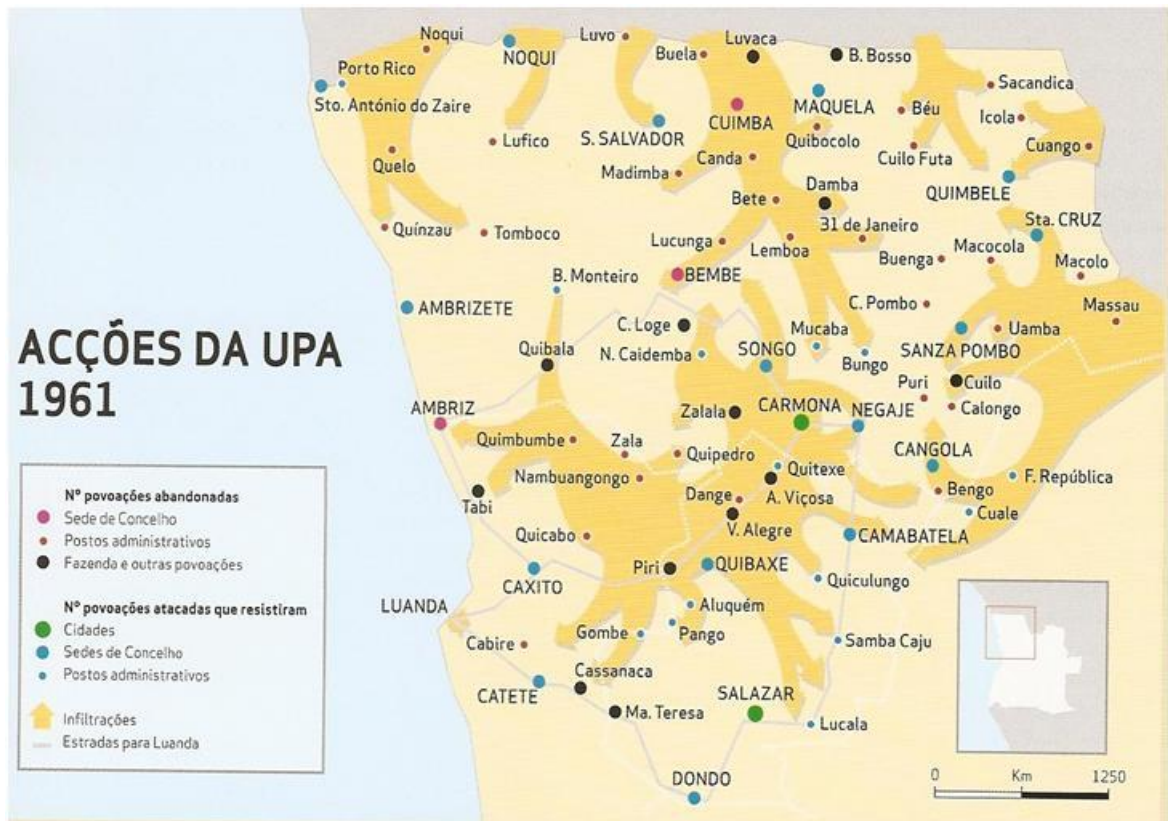 Noqui
NOQUI
Luvo
Buela
Luvaca
B. Bosso
Porto Rico
Sto. António do Zaire
Sacandica
MAQUELA
Béu
Icola
CUIMBA
Quibocolo
S. SALVADOR
Lufico
Cuango
Cuilo Futa
Canda
Quelo
Madimba
Damba
QUIMBELE
Bete
31 de Janeiro
Sta. CRUZ
Quínzau
Tomboco
Lucunga
Lemboa
Buenga
Macocola
Macolo
B. Monteiro
BEMBE
AMBRIZETE
C. Pombo
Massau
C. Loge
Mucaba
Uamba
ACÇÕES DA UPA
1961
Quibala
N. Caidemba
SONGO
Bungo
SANZA POMBO
Puri
Cuilo
AMBRIZ
Zalala
CARMONA
NEGAJE
Calongo
Quimbumbe
Zala
Quipedro
Quitexe
CANGOLA
F. República
Nambuangongo
A. Viçosa
Bengo
Tabi
Dange
Cuale
V. Alegre
Quicabo
CAMABATELA
CAXITO
Piri
QUIBAXE
Quiculungo
LUANDA
Aluquém
Gombe
Pango
Samba Caju
Cabire
Cassanaca
CATETE
SALAZAR
Ma. Teresa
Lucala
DONDO
Nº povoações abandonadas
Sede de Concelho
Postos administrativos
Fazenda e outras povoações
Nº povoações atacadas que resistiram
Cidades
Sedes de Concelho
Postos administrativos
Infiltrações
Estradas para Luanda
0 Km 1250